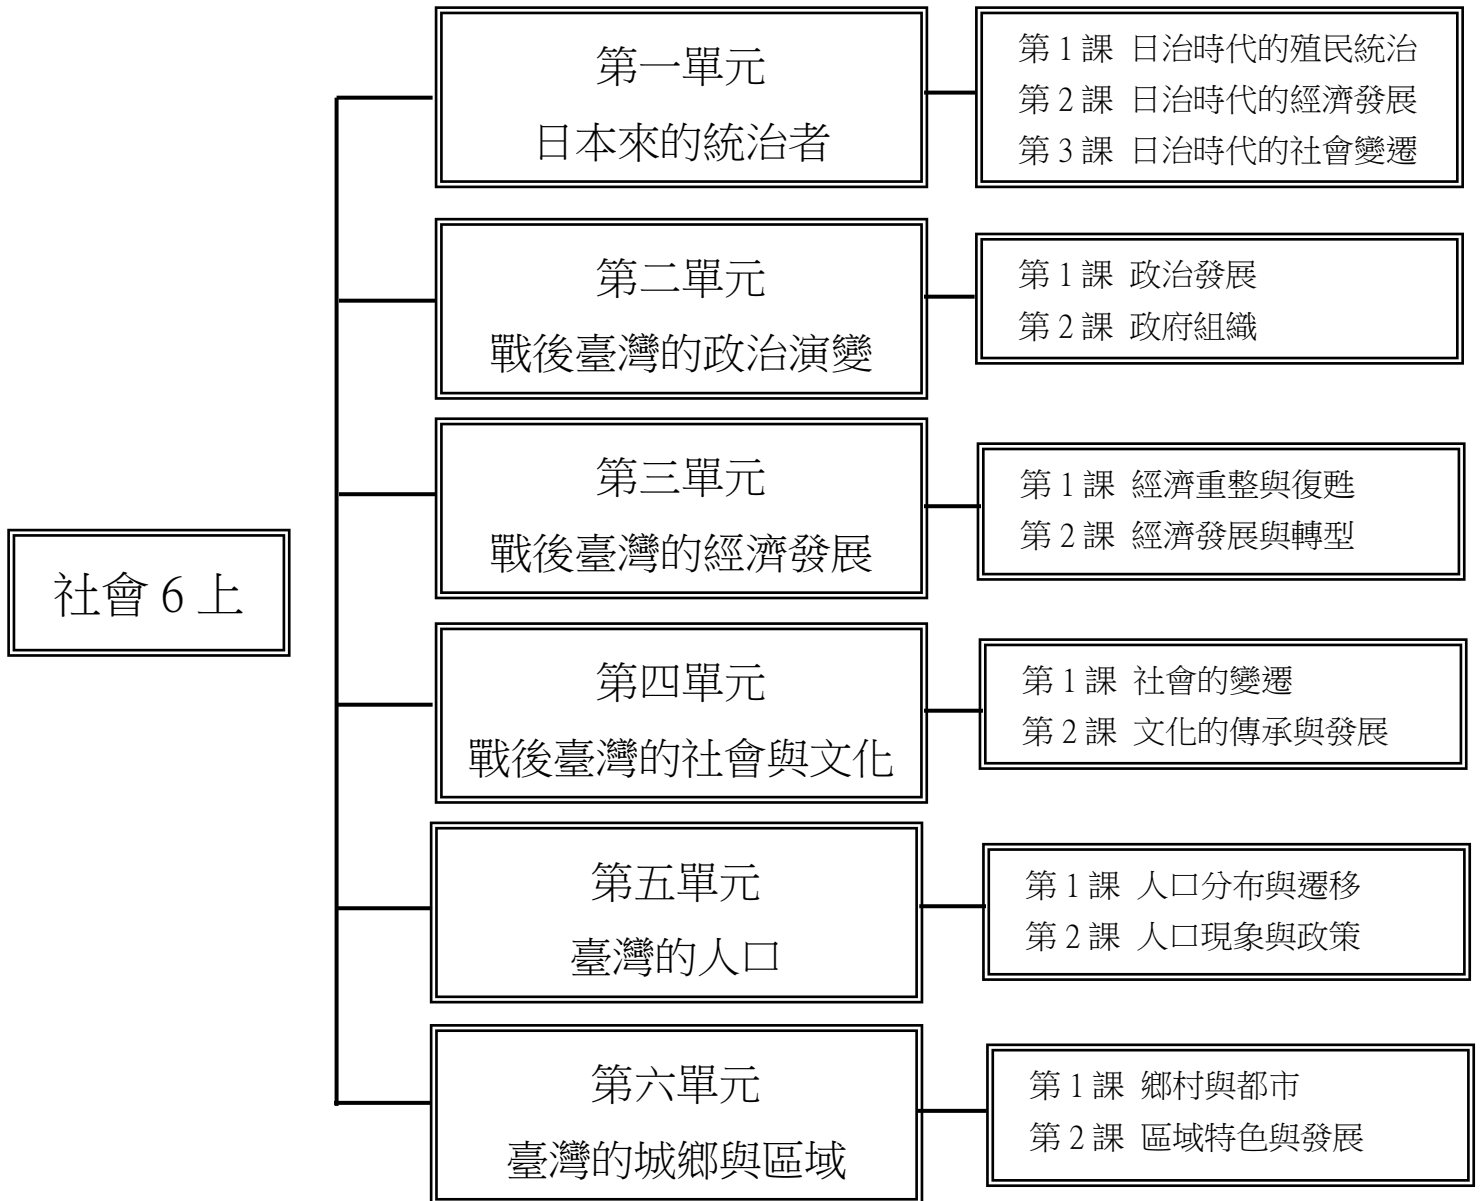 社會 6 上
第一單元
日本來的統治者
第 1 課 日治時代的殖民統治
第 2 課 日治時代的經濟發展
第 3 課 日治時代的社會變遷
第二單元
戰後臺灣的政治演變
第 1 課 政治發展
第 2 課 政府組織
第三單元
戰後臺灣的經濟發展
第 1 課 經濟重整與復甦
第 2 課 經濟發展與轉型
第四單元
戰後臺灣的社會與文化
第 1 課 社會的變遷
第 2 課 文化的傳承與發展
第五單元
臺灣的人口
第 1 課 人口分布與遷移
第 2 課 人口現象與政策
第六單元
臺灣的城鄉與區域
第 1 課 鄉村與都市
第 2 課 區域特色與發展